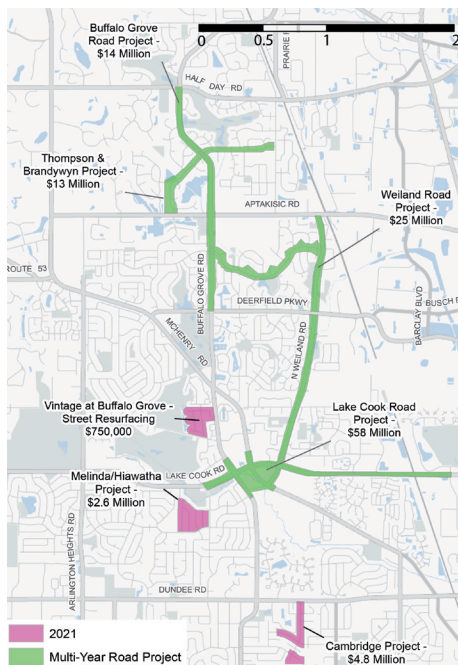 Buffalo Grove
Road Project -
$14 Million
0 0.5 1 2
PRAIRIE R
HALF DAY RD
Thompson &
Brandywyn Project -
$13 Million
Weiland Road
Project -
$25 Million
APTAKISIC RD
ROUTE 53
BUFFALO GROVE RD
DEERFIELD PKWY
BARCLAY BLVD
BUSCH
MCHENRY RD
N WEILAND RD
Vintage at Buffalo Grove -
Street Resurfacing
$750,000
Lake Cook Road
Project -
$58 Million
LAKE COOK RD
Melinda/Hiawatha
Project -
$2.6 Million
ARLINGTON HEIGHTS RD
DUNDEE RD
2021
Multi-Year Road Project
Cambridge Project -
$4.8 Million